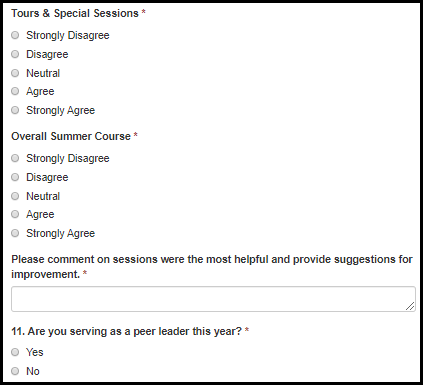 Tours & Special Sessions *
Strongly Disagree
Disagree
Neutral
Agree
Strongly Agree
Overall Summer Course *
Strongly Disagree
Disagree
Neutral
Agree
Strongly Agree
Please comment on sessions were the most helpful and provide suggestions for
improvement. *
11. Are you serving as a peer leader this year? *
Yes
No